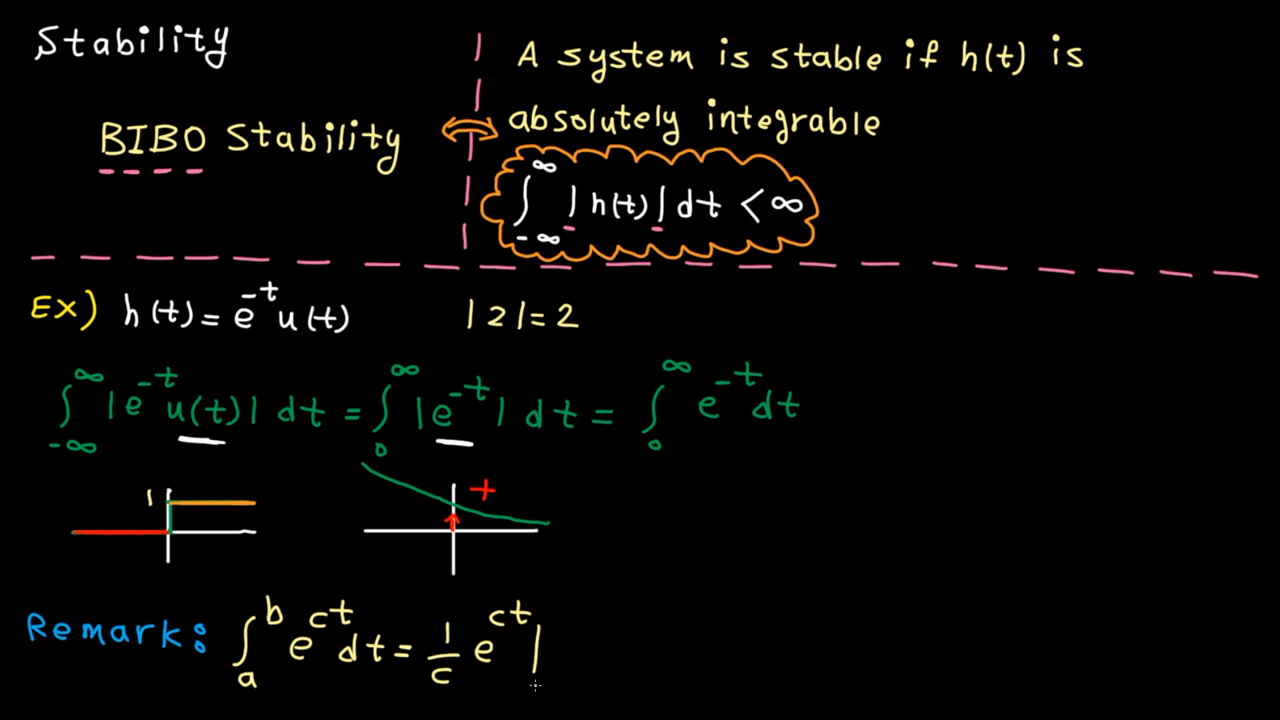 Stability
A system is stable if h(t) is
absolutely integrable
BIBO Stability ⇔
∫_{-∞}^{∞} |h(t)| dt < ∞
EX) h(t) = e^{-t} u(t)
|2| = 2
∫_{-∞}^{∞} |e^{-t} u(t)| dt = ∫_{0}^{∞} |e^{-t}| dt = ∫_{0}^{∞} e^{-t} dt
1
+
Remark: ∫_{a}^{b} e^{ct} dt = 1/c e^{ct} |